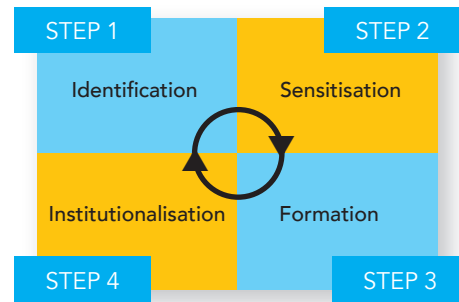 STEP 1
STEP 2
Identification
Sensitisation
Institutionalisation
Formation
STEP 4
STEP 3